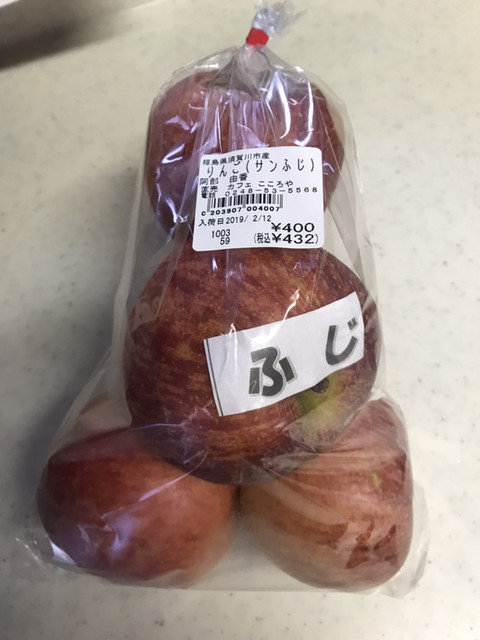 福島県須賀川市産
りんご(サンふじ)
阿部 由香
直売 カフェ こころや
電話 0248-53-5568
C203907004007
入荷日2019/ 2/12
¥400
1003
59
(税込)¥432)
ふじ